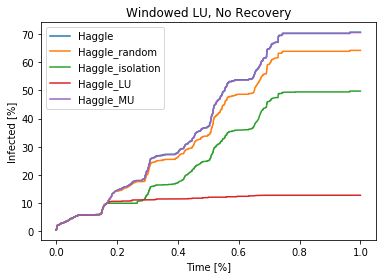 Windowed LU, No Recovery
Haggle
Haggle_random
Haggle_isolation
Haggle_LU
Haggle_MU
Infected [%]
70
60
50
40
30
20
10
0
0.0 0.2 0.4 0.6 0.8 1.0
Time [%]